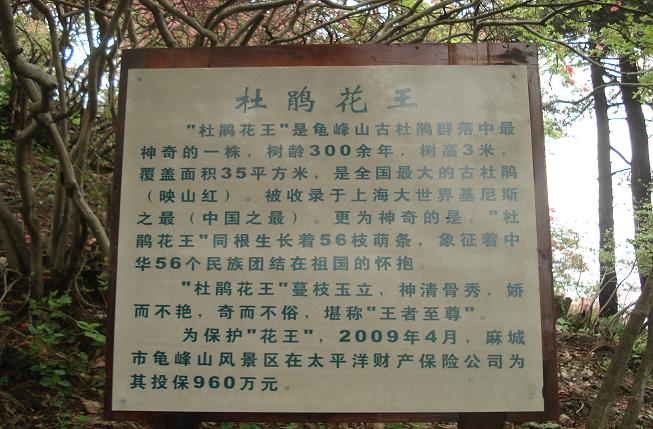 杜鹃花王
"杜鹃花王"是龟峰山古杜鹃群落中最
神奇的一株，树龄300余年，树高3米，
覆盖面积35平方米，是全国最大的古杜鹃
（映山红）。被收录于上海大世界基尼斯
之最（中国之最）。更为神奇的是，"杜
鹃花王"同根生长着56枝萌条，象征着中
华56个民族团结在祖国的怀抱。
"杜鹃花王"蔓枝玉立，神清骨秀，娇
而不艳，奇而不俗，堪称"王者至尊"。
为保护"花王"，2009年4月，麻城
市龟峰山风景区在太平洋财产保险公司为
其投保960万元。